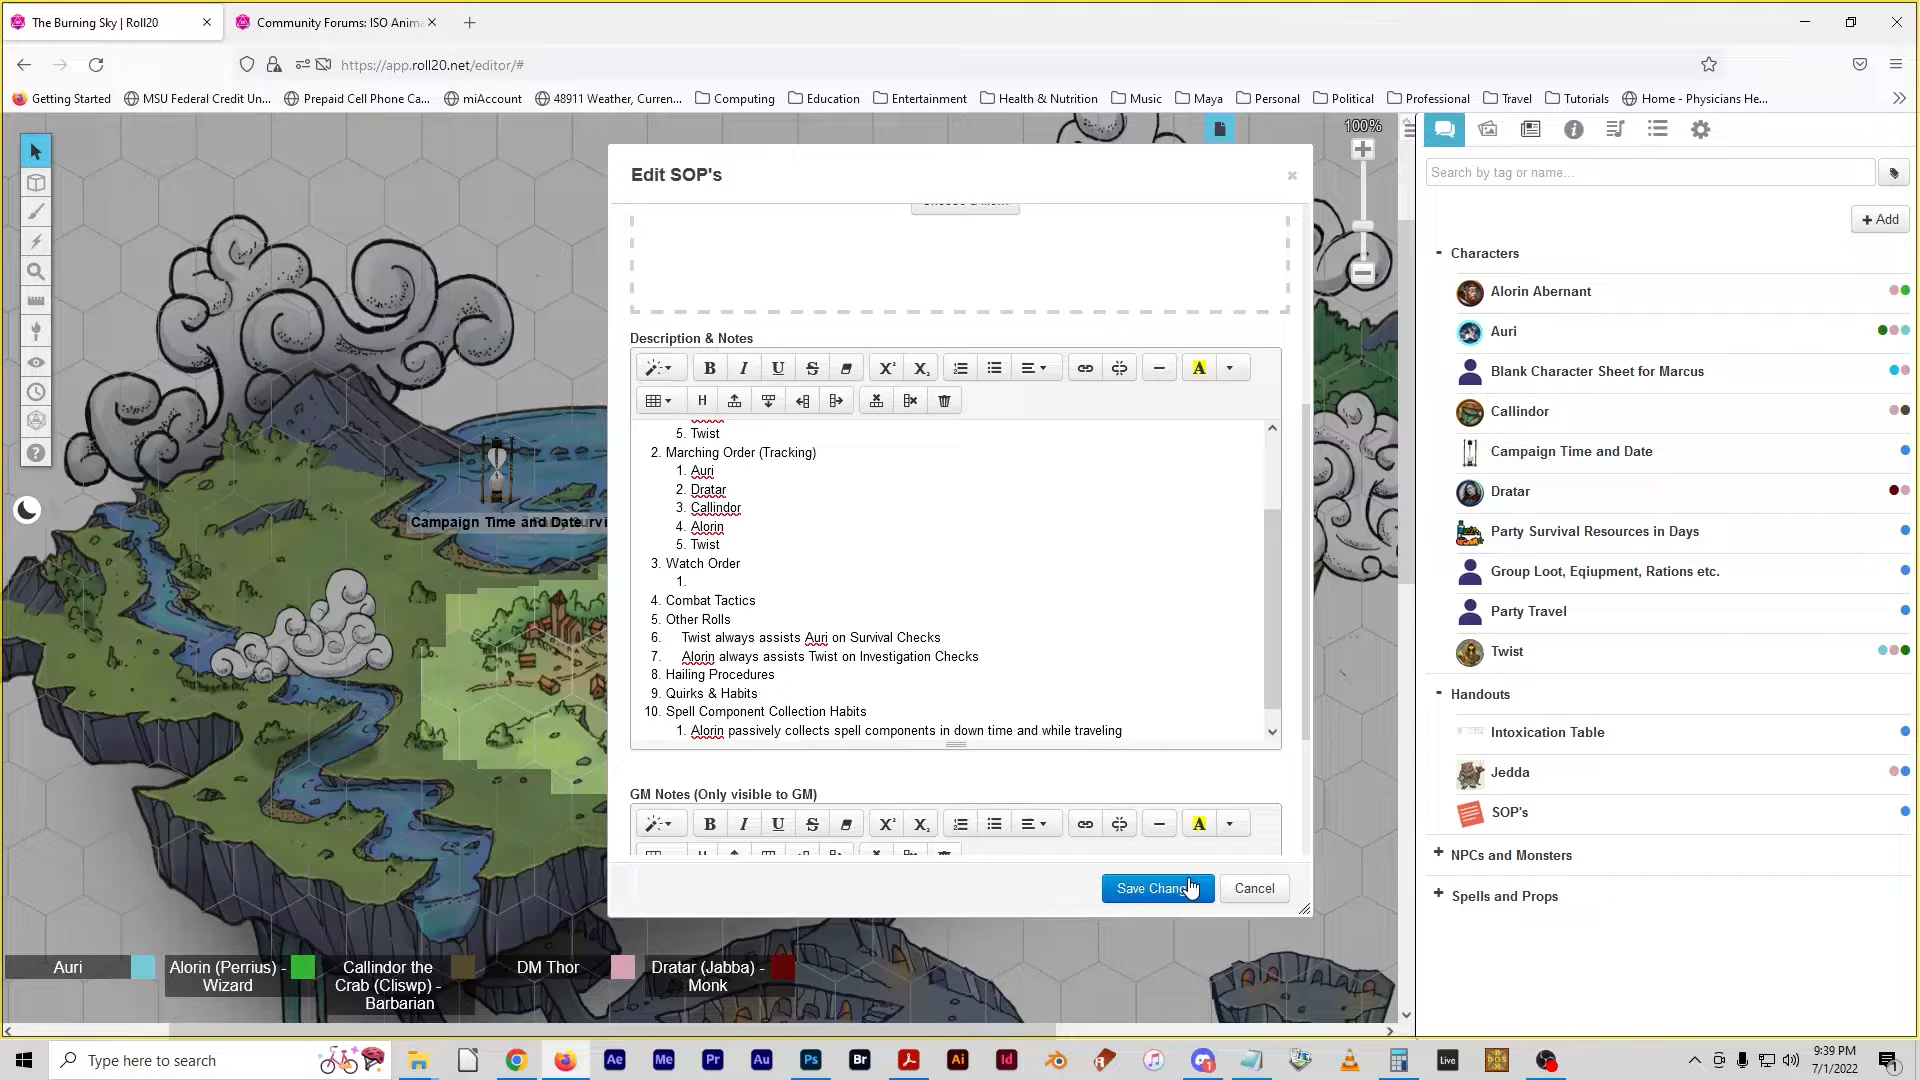 The Burning Sky | Roll20
Community Forums: ISO Anima
https://app.roll20.net/editor/#
Getting Started
MSU Federal Credit Un...
Prepaid Cell Phone Ca...
miAccount
48911 Weather, Curren...
Computing
Education
Entertainment
Health & Nutrition
Music
Maya
Personal
Political
Professional
Travel
Tutorials
Home - Physicians He...
100%
Edit SOP's
Description & Notes
5. Twist
2. Marching Order (Tracking)
1. Auri
2. Dratar
3. Callindor
4. Alorin
5. Twist
3. Watch Order
1.
4. Combat Tactics
5. Other Rolls
6. Twist always assists Auri on Survival Checks
7. Alorin always assists Twist on Investigation Checks
8. Hailing Procedures
9. Quirks & Habits
10. Spell Component Collection Habits
1. Alorin passively collects spell components in down time and while traveling
GM Notes (Only visible to GM)
Save Chang
Cancel
Campaign Time and Date
Search by tag or name...
+ Add
Characters
Alorin Abernant
Auri
Blank Character Sheet for Marcus
Callindor
Campaign Time and Date
Dratar
Party Survival Resources in Days
Group Loot, Eqiupment, Rations etc.
Party Travel
Twist
Handouts
Intoxication Table
Jedda
SOP's
NPCs and Monsters
Spells and Props
Auri
Alorin (Perrius) -
Wizard
Callindor the
Crab (Cliswp) -
Barbarian
DM Thor
Dratar (Jabba) -
Monk
Type here to search
Ae
Me
Pr
Au
Ps
Br
Ai
Id
Live
9:39 PM
7/1/2022